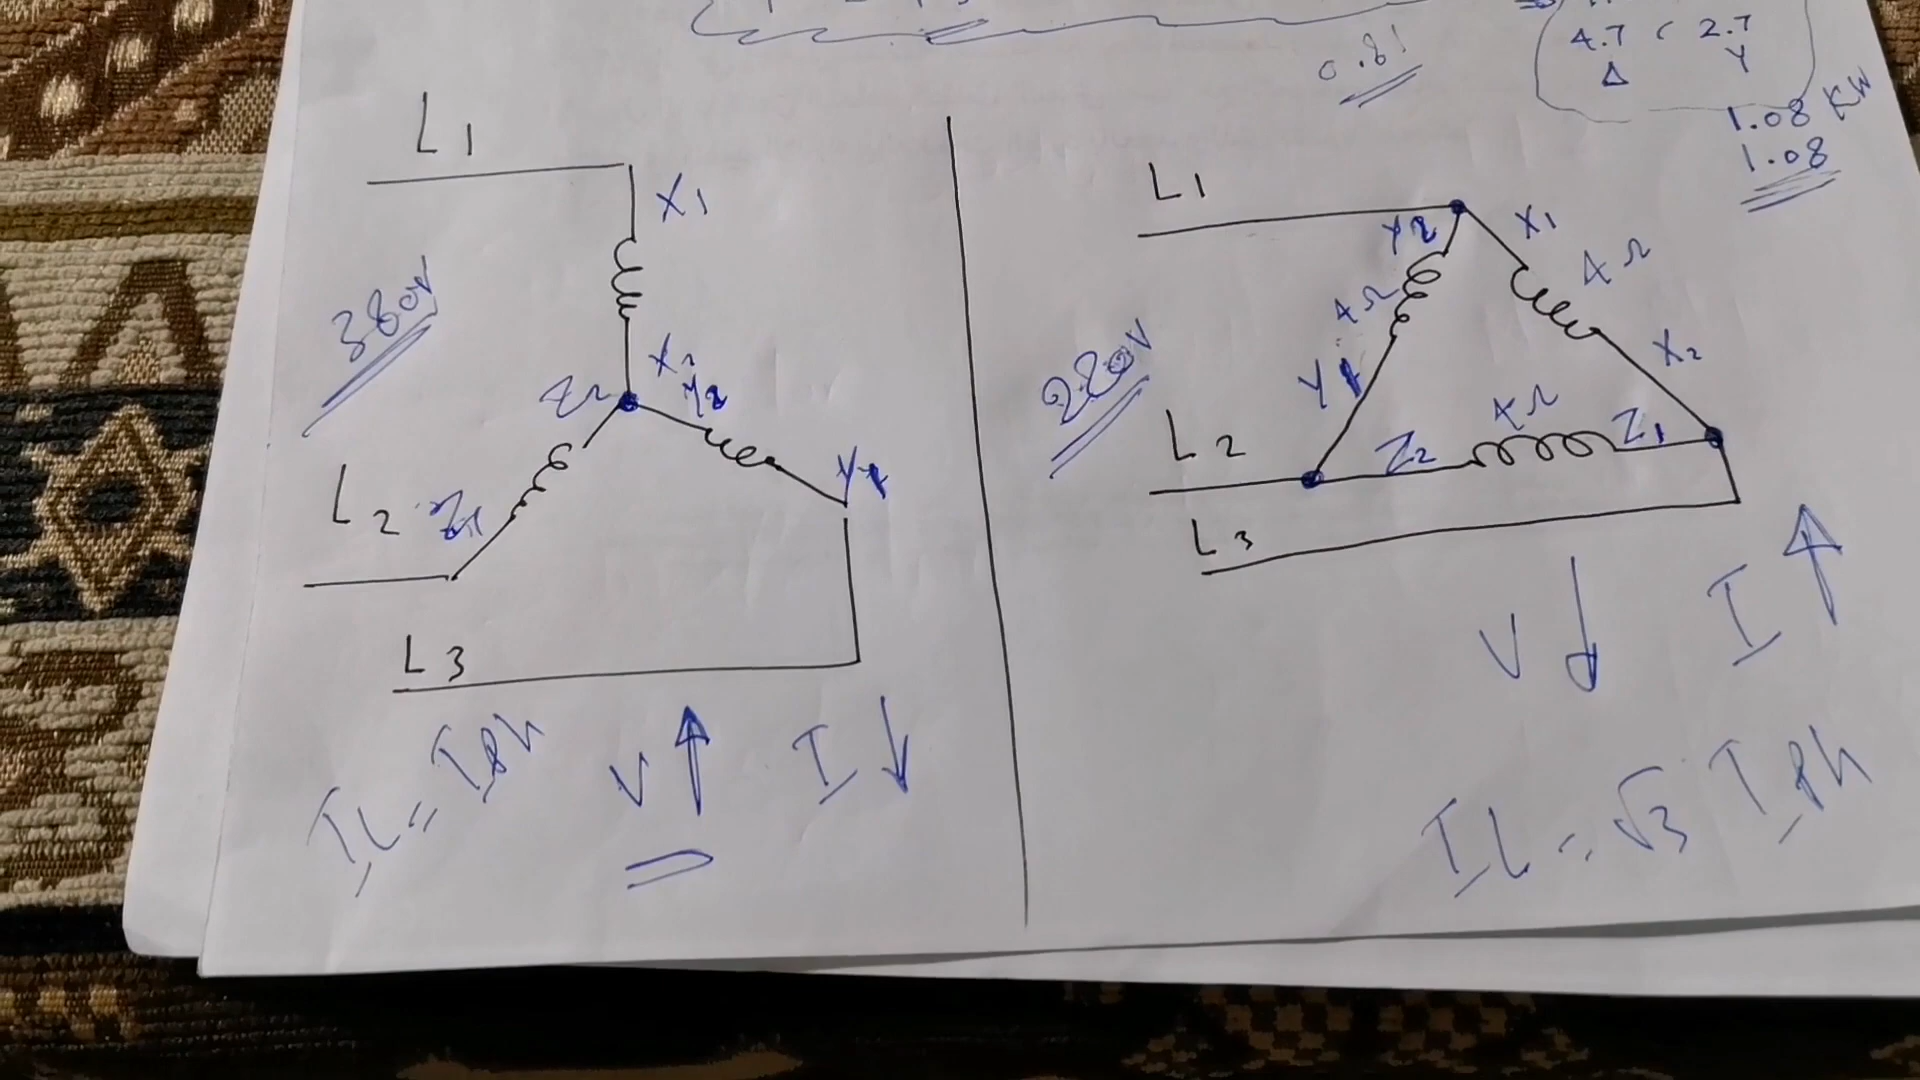 0.81
4.7 2.7
Δ Y
1.08 KW
1.08
L1
X1
380V
X2
Z2 Y2
L2 Z1
Y1
L3
IL = Iph
V ↑ I ↓
L1
Y2 X1
4Ω 4Ω
220V
Y1 X2
4Ω
L2 Z2 Z1
L3
V ↓ I ↑
IL = √3 Iph